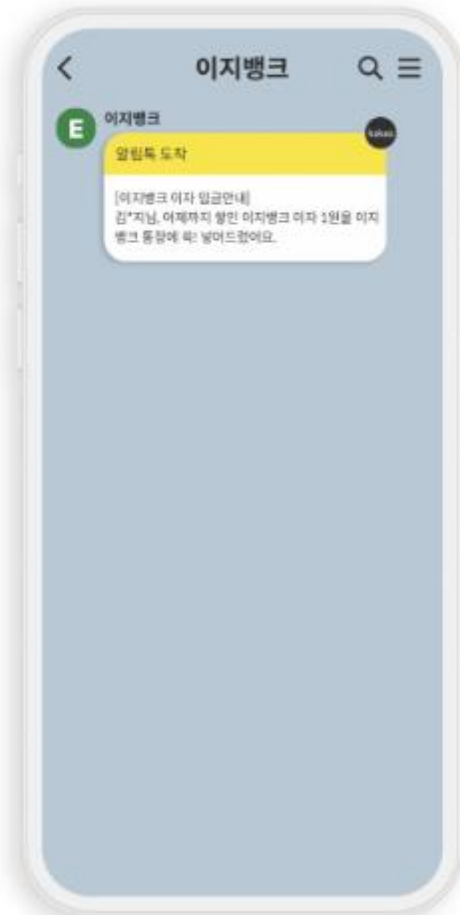 이지뱅크
E
이지뱅크
kakao
알림톡 도착
[이지뱅크 이자 입금안내]
김*지님, 어제까지 쌓인 이지뱅크 이자 1원을 이지
뱅크 통장에 쏙! 넣어드렸어요.